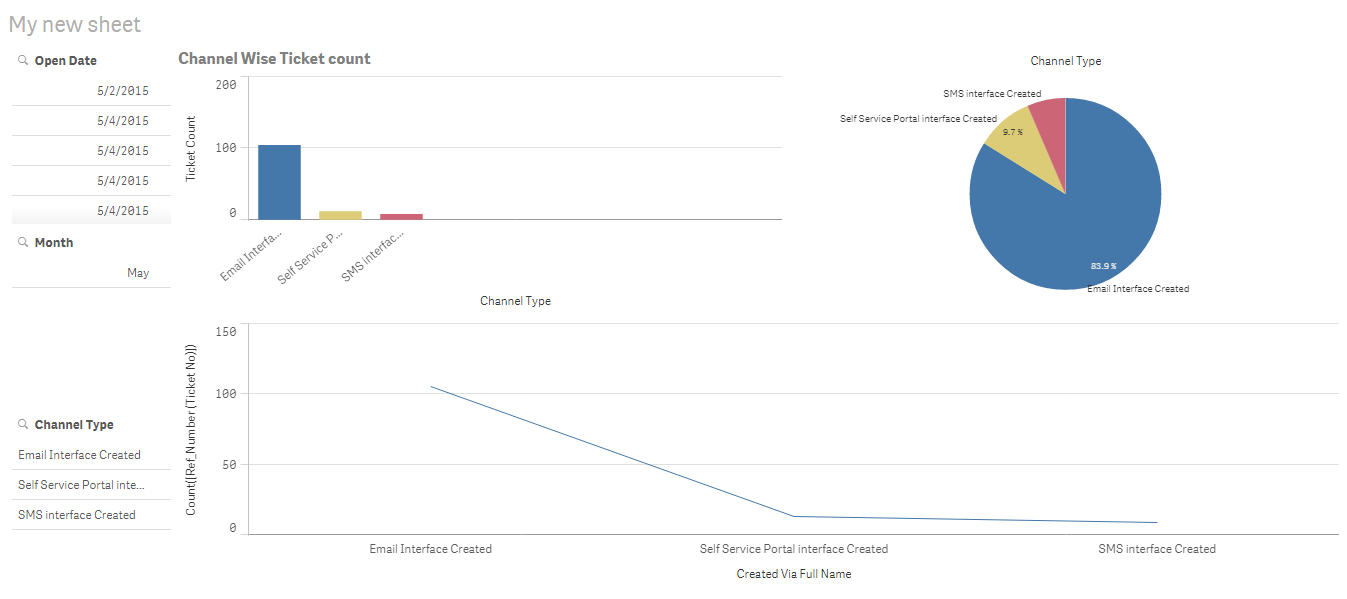 My new sheet
Open Date
5/2/2015
5/4/2015
5/4/2015
5/4/2015
5/4/2015
Month
May
Channel Type
Email Interface Created
Self Service Portal inte...
SMS interface Created
Channel Wise Ticket count
Ticket Count
200
100
0
Email Interfa...
Self Service P...
SMS interfac...
Channel Type
Channel Type
SMS interface Created
Self Service Portal interface Created
9.7 %
83.9 %
Email Interface Created
Count([Ref_Number (Ticket No)])
150
100
50
0
Email Interface Created
Self Service Portal interface Created
SMS interface Created
Created Via Full Name